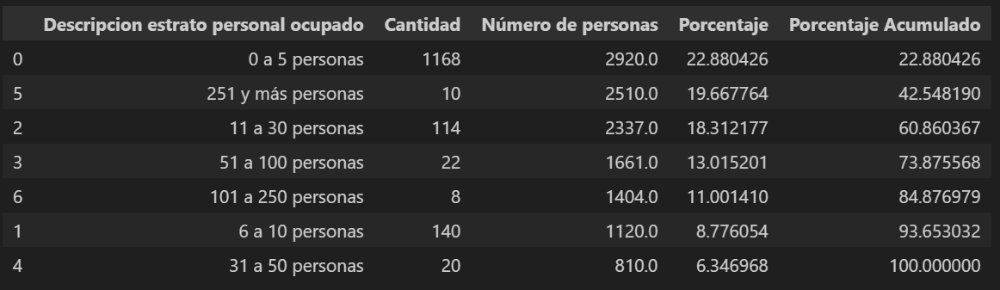 Descripcion estrato personal ocupado Cantidad Número de personas Porcentaje Porcentaje Acumulado
0 0 a 5 personas 1168 2920.0 22.880426 22.880426
5 251 y más personas 10 2510.0 19.667764 42.548190
2 11 a 30 personas 114 2337.0 18.312177 60.860367
3 51 a 100 personas 22 1661.0 13.015201 73.875568
6 101 a 250 personas 8 1404.0 11.001410 84.876979
1 6 a 10 personas 140 1120.0 8.776054 93.653032
4 31 a 50 personas 20 810.0 6.346968 100.000000